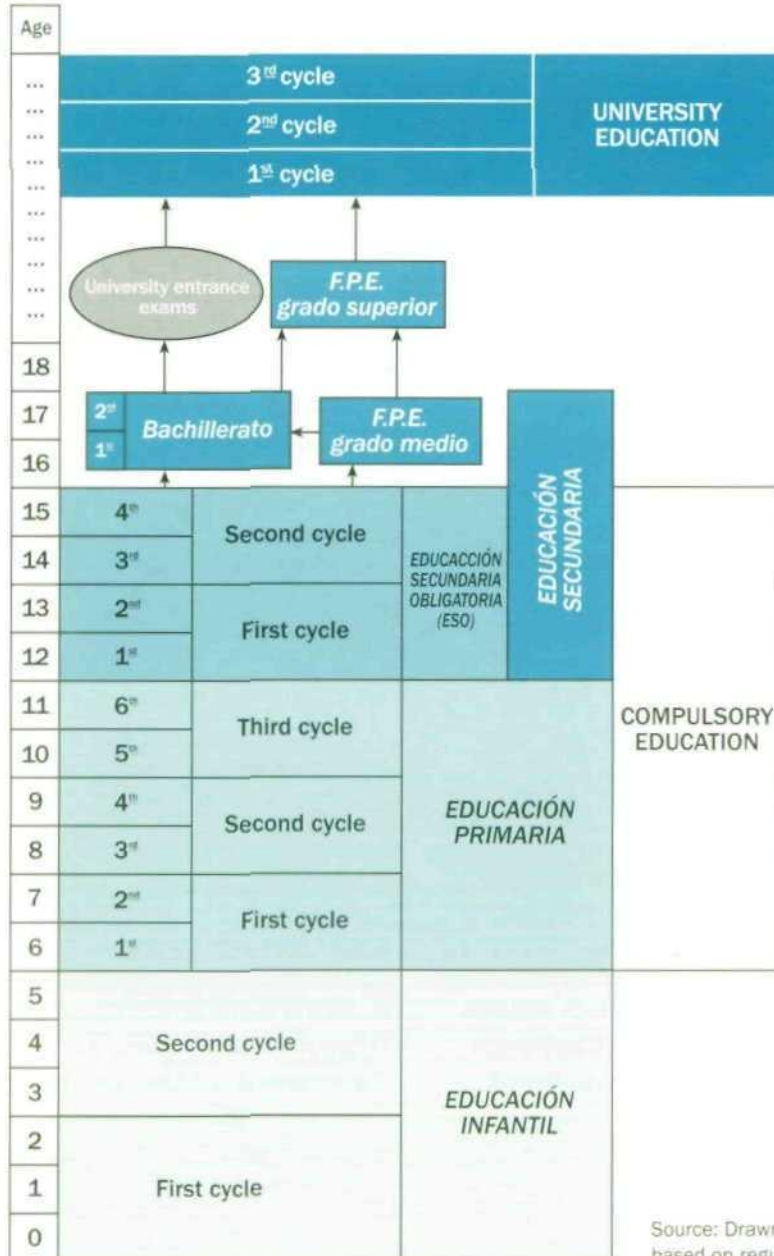 Age
...
...
...
...
...
...
...
...
...
...
...
3rd cycle
2nd cycle
1st cycle
UNIVERSITY
EDUCATION
University entrance
exams
F.P.E.
grado superior
18
17
16
2nd
1st
Bachillerato
F.P.E.
grado medio
EDUCACIÓN
SECUNDARIA
15
14
13
12
4th
3rd
2nd
1st
Second cycle
First cycle
EDUCACCIÓN
SECUNDARIA
OBLIGATORIA
(ESO)
11
10
9
8
7
6
6th
5th
4th
3rd
2nd
1st
Third cycle
Second cycle
First cycle
EDUCACIÓN
PRIMARIA
COMPULSORY
EDUCATION
5
4
3
2
1
0
Second cycle
First cycle
EDUCACIÓN
INFANTIL
Source: Drawn
based on